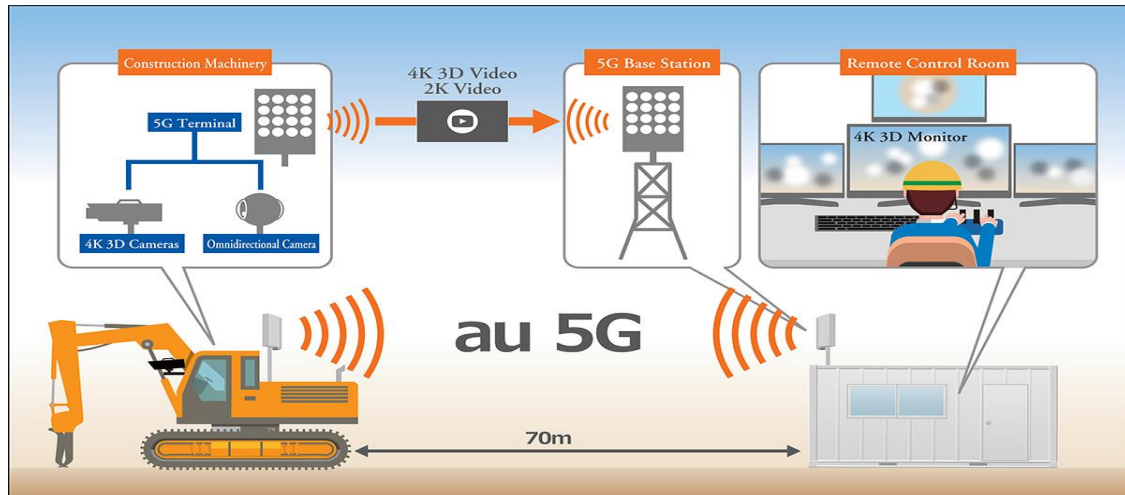 Construction Machinery
5G Terminal
4K 3D Cameras
Omnidirectional Camera
4K 3D Video
2K Video
5G Base Station
Remote Control Room
4K 3D Monitor
au 5G
70m